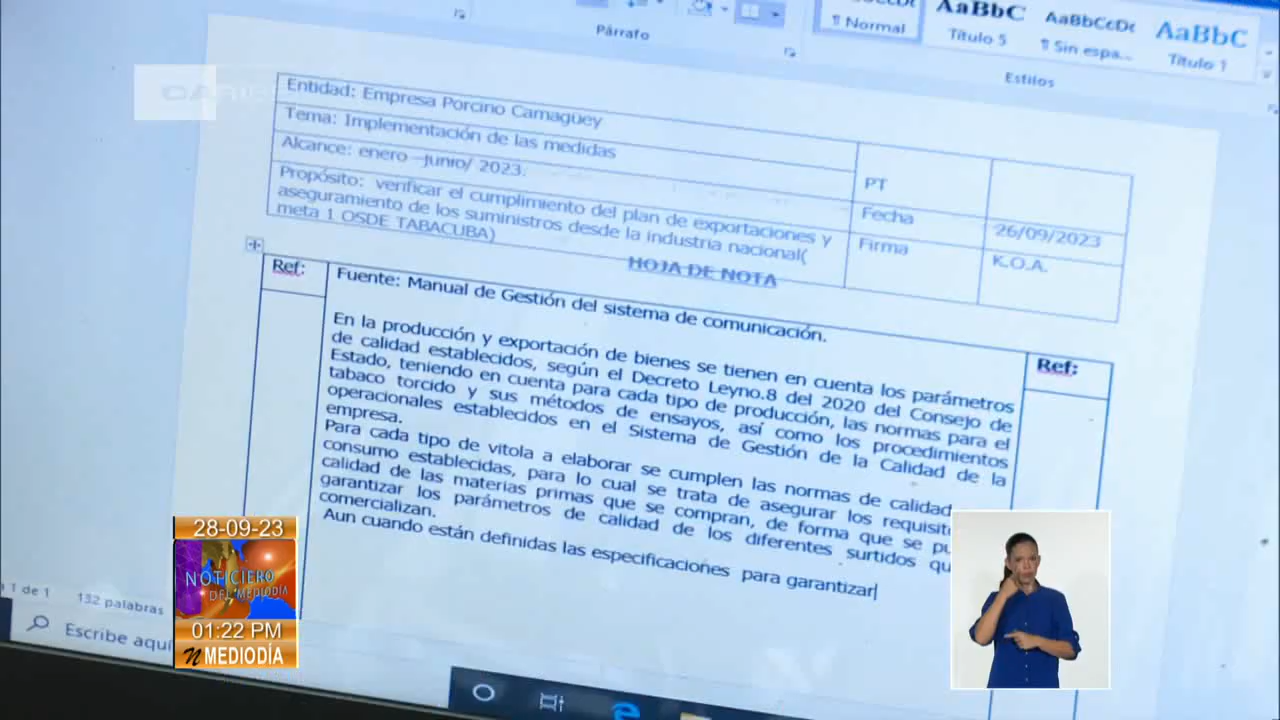 Párrafo
¶ Normal
AaBbC
Título 5
AaBbCcDc
¶ Sin espa...
AaBbC
Título 1
Estilos
Entidad: Empresa Porcino Camagüey
Tema: Implementación de las medidas
Alcance: enero –junio/ 2023.
Propósito: verificar el cumplimiento del plan de exportaciones y
aseguramiento de los suministros desde la industria nacional(
meta 1 OSDE TABACUBA)
PT
Fecha
26/09/2023
Firma
K.O.A.
HOJA DE NOTA
Ref:
Fuente: Manual de Gestión del sistema de comunicación.
Ref:
En la producción y exportación de bienes se tienen en cuenta los parámetros
de calidad establecidos, según el Decreto Leyno.8 del 2020 del Consejo de
Estado, teniendo en cuenta para cada tipo de producción, las normas para el
tabaco torcido y sus métodos de ensayos, así como los procedimientos
operacionales establecidos en el Sistema de Gestión de la Calidad de la
empresa.
Para cada tipo de vitola a elaborar se cumplen las normas de calidad
consumo establecidas, para lo cual se trata de asegurar los requisit
calidad de las materias primas que se compran, de forma que se pu
garantizar los parámetros de calidad de los diferentes surtidos qu
comercializan.
Aun cuando están definidas las especificaciones para garantizar
1 de 1
132 palabras
Escribe aquí
28-09-23
NOTICIERO
DEL MEDIODÍA
01:22 PM
N MEDIODÍA